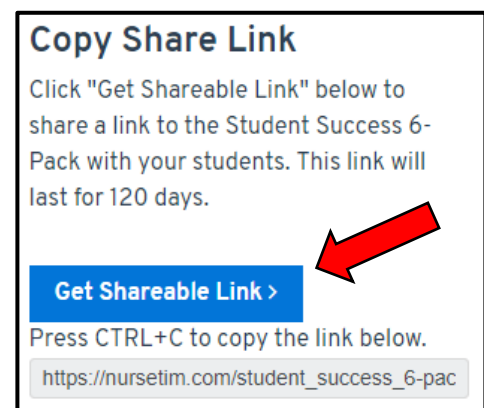 Copy Share Link
Click "Get Shareable Link" below to
share a link to the Student Success 6-
Pack with your students. This link will
last for 120 days.
Get Shareable Link >
Press CTRL+C to copy the link below.
https://nursetim.com/student_success_6-pac